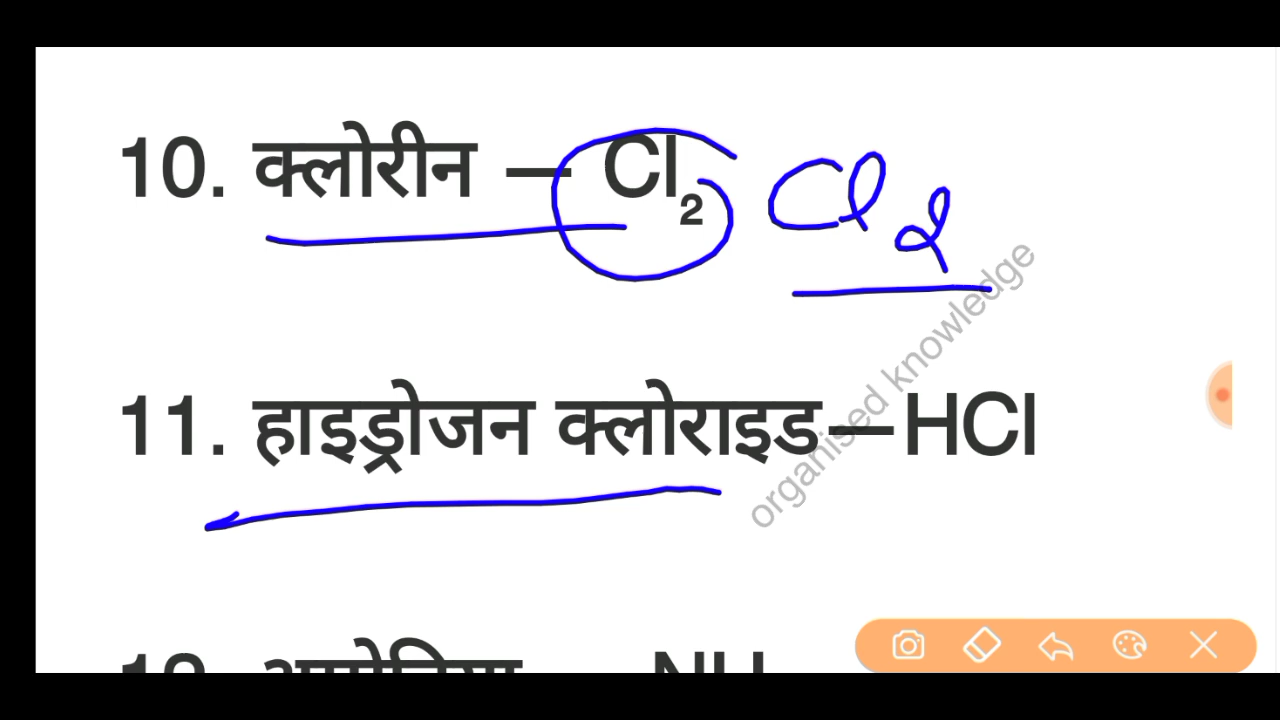 10. क्लोरीन — Cl₂ Cl₂
11. हाइड्रोजन क्लोराइड—HCl
organised knowledge